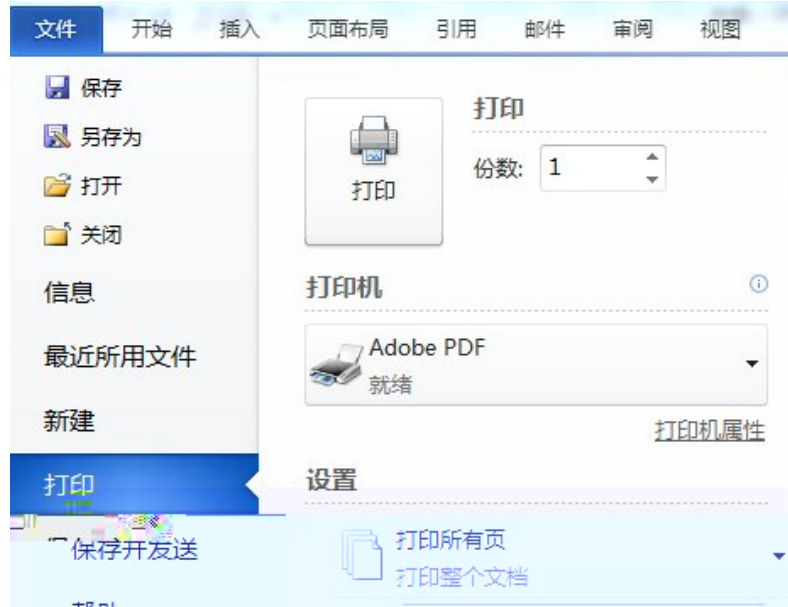 文件 开始 插入 页面布局 引用 邮件 审阅 视图
保存
另存为
打开
关闭
信息
最近所用文件
新建
打印
保存开发送
打印
打印
份数: 1
打印机
Adobe PDF
就绪
打印机属性
设置
打印所有页
打印整个文档